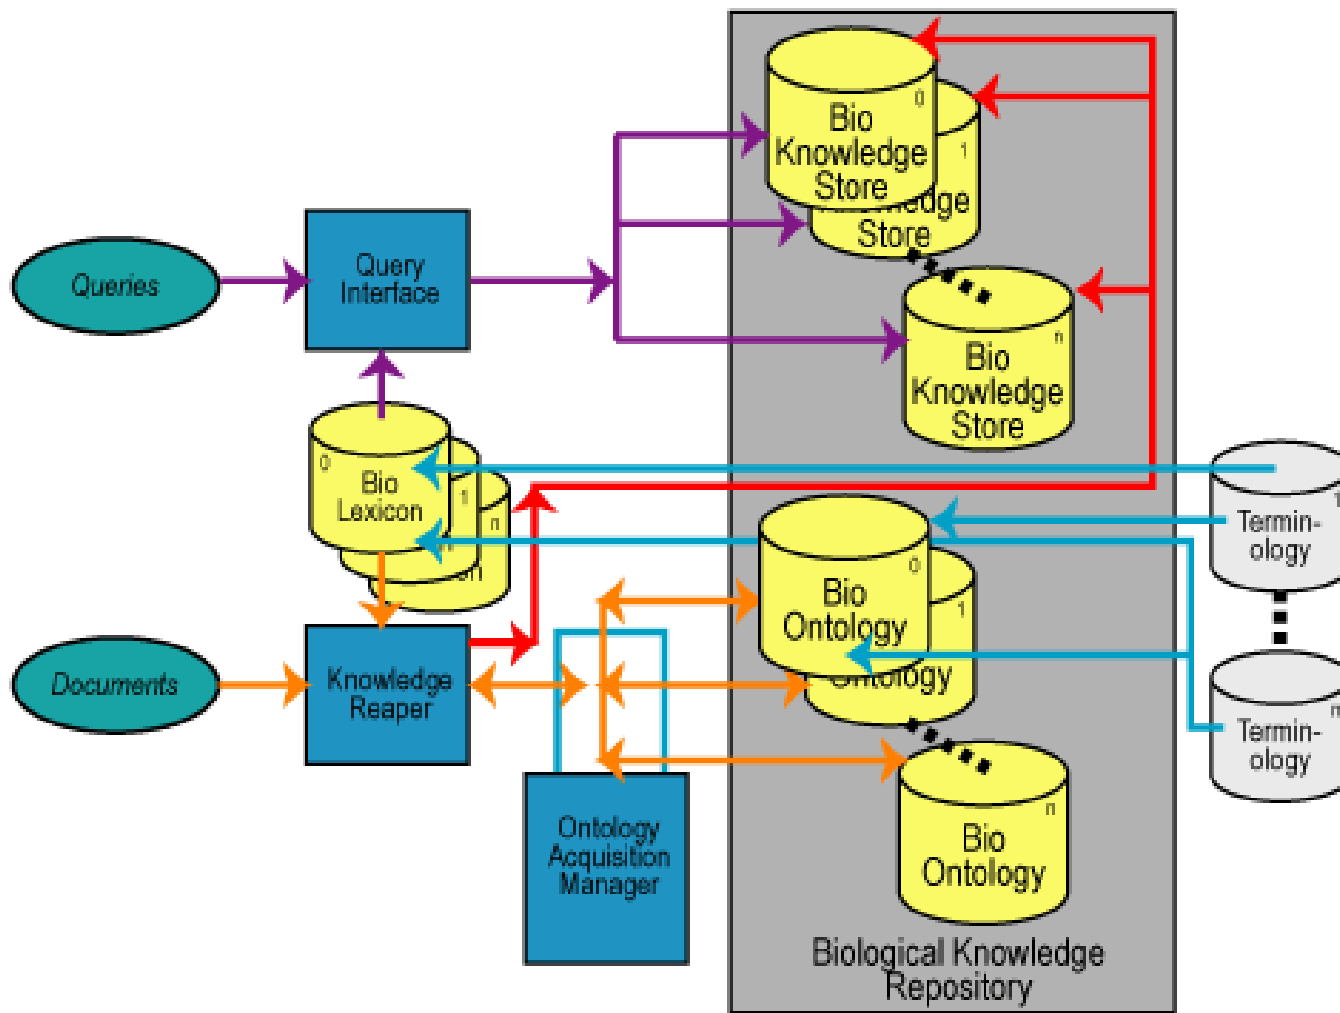 0
Bio
Knowledge
Store
1
Store
n
Bio
Knowledge
Store
Queries
Query
Interface
0
Bio
Lexicon
1
n
Termin-
ology
0
Bio
Ontology
1
Ontology
Documents
Knowledge
Reaper
Termin-
ology
n
Bio
Ontology
Ontology
Acquisition
Manager
Biological Knowledge
Repository